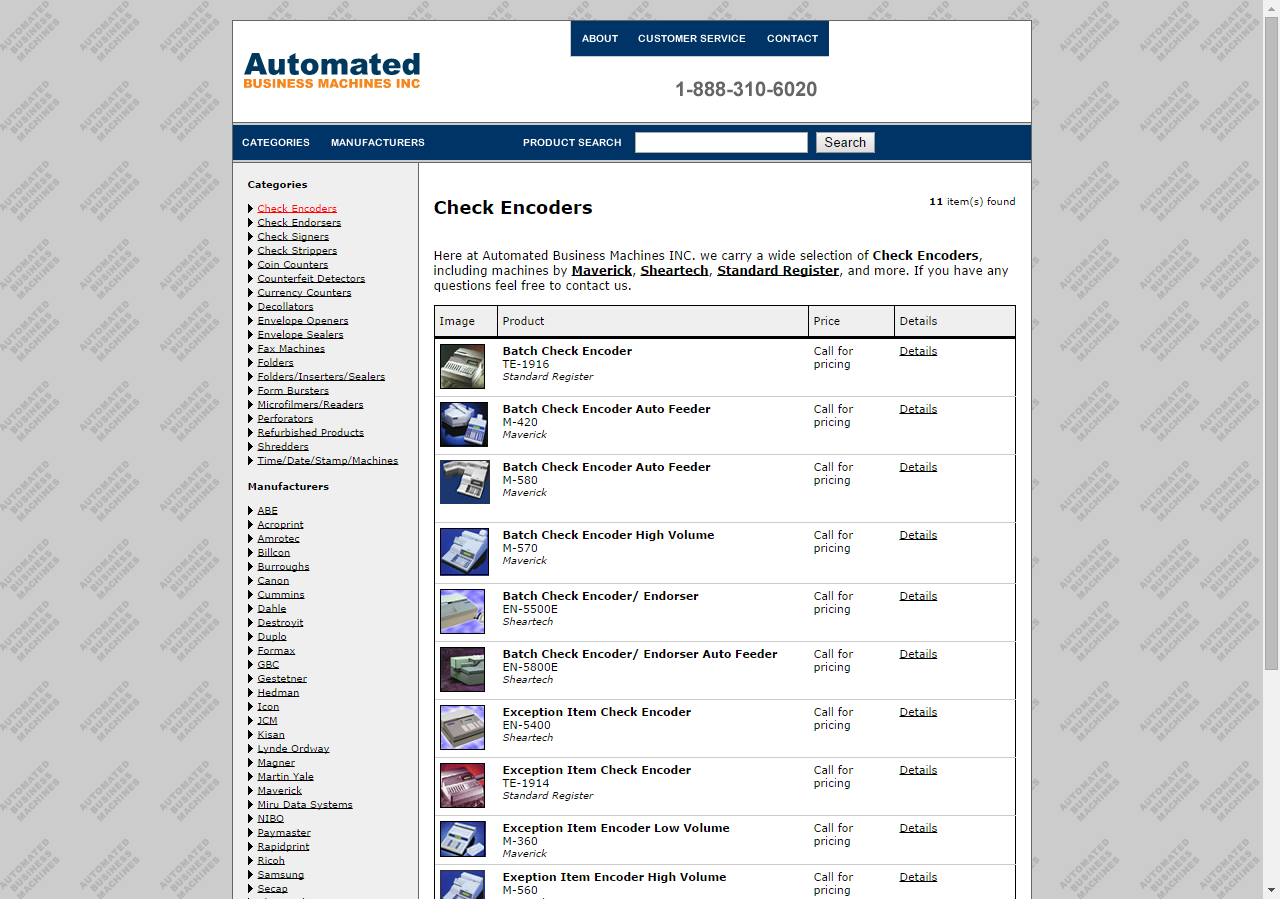 ABOUT CUSTOMER SERVICE CONTACT
Automated
BUSINESS MACHINES INC
1-888-310-6020
CATEGORIES MANUFACTURERS PRODUCT SEARCH Search
Categories
Check Encoders
Check Endorsers
Check Signers
Check Strippers
Coin Counters
Counterfeit Detectors
Currency Counters
Decollators
Envelope Openers
Envelope Sealers
Fax Machines
Folders
Folders/Inserters/Sealers
Form Bursters
Microfilmers/Readers
Perforators
Refurbished Products
Shredders
Time/Date/Stamp/Machines
Manufacturers
ABE
Acroprint
Amrotec
Billcon
Burroughs
Canon
Cummins
Dahle
Destroyit
Duplo
Formax
GBC
Gestetner
Hedman
Icon
JCM
Kisan
Lynde Ordway
Magner
Martin Yale
Maverick
Miru Data Systems
NIBO
Paymaster
Rapidprint
Ricoh
Samsung
Secap
Check Encoders
11 item(s) found
Here at Automated Business Machines INC. we carry a wide selection of Check Encoders,
including machines by Maverick, Sheartech, Standard Register, and more. If you have any
questions feel free to contact us.
Image Product Price Details
Batch Check Encoder Call for Details
TE-1916 pricing
Standard Register
Batch Check Encoder Auto Feeder Call for Details
M-420 pricing
Maverick
Batch Check Encoder Auto Feeder Call for Details
M-580 pricing
Maverick
Batch Check Encoder High Volume Call for Details
M-570 pricing
Maverick
Batch Check Encoder/ Endorser Call for Details
EN-5500E pricing
Sheartech
Batch Check Encoder/ Endorser Auto Feeder Call for Details
EN-5800E pricing
Sheartech
Exception Item Check Encoder Call for Details
EN-5400 pricing
Sheartech
Exception Item Check Encoder Call for Details
TE-1914 pricing
Standard Register
Exception Item Encoder Low Volume Call for Details
M-360 pricing
Maverick
Exeption Item Encoder High Volume Call for Details
M-560 pricing
AUTOMATED
BUSINESS
MACHINES